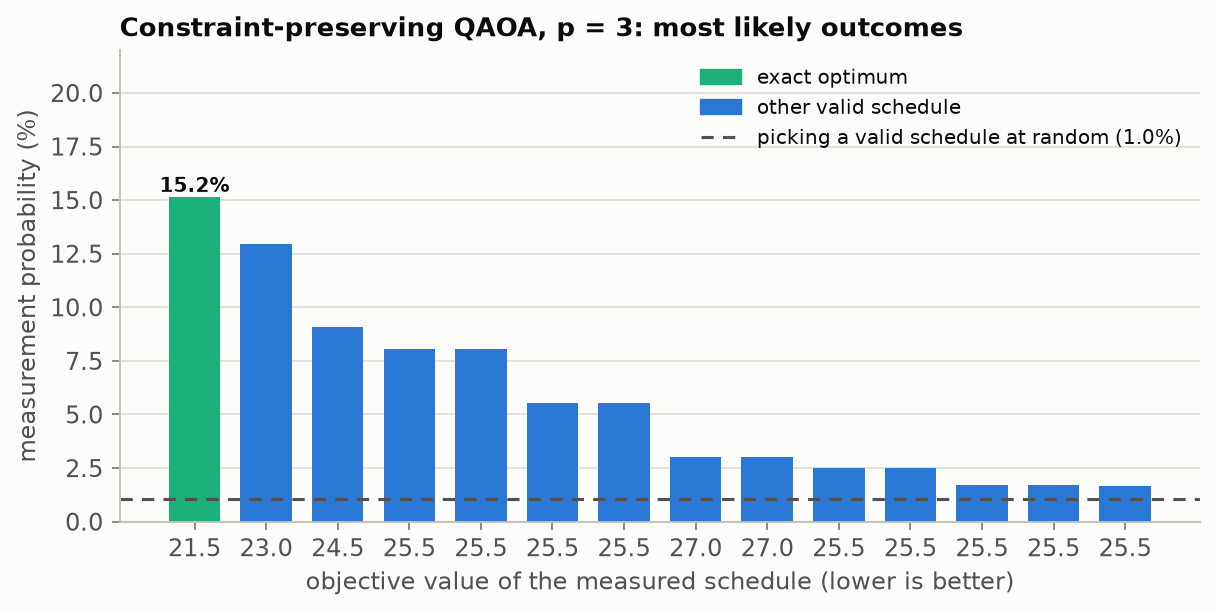 Constraint-preserving QAOA, p = 3: most likely outcomes
exact optimum
other valid schedule
picking a valid schedule at random (1.0%)
measurement probability (%)
20.0
17.5
15.0
12.5
10.0
7.5
5.0
2.5
0.0
15.2%
21.5 23.0 24.5 25.5 25.5 25.5 25.5 27.0 27.0 25.5 25.5 25.5 25.5 25.5
objective value of the measured schedule (lower is better)